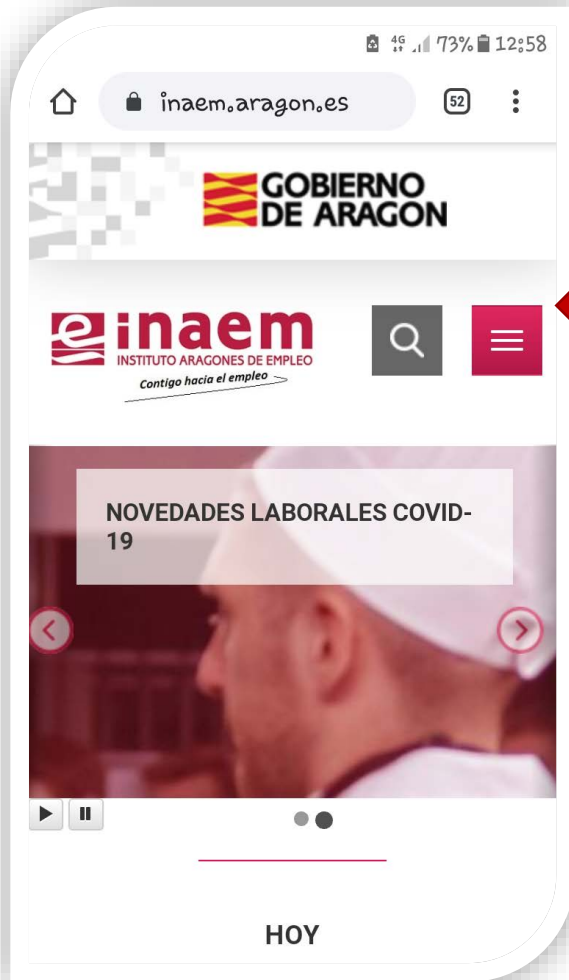 4G 73% 12:58
inaem.aragon.es 52
GOBIERNO
DE ARAGON
inaem
INSTITUTO ARAGONES DE EMPLEO
Contigo hacia el empleo
NOVEDADES LABORALES COVID-
19
HOY